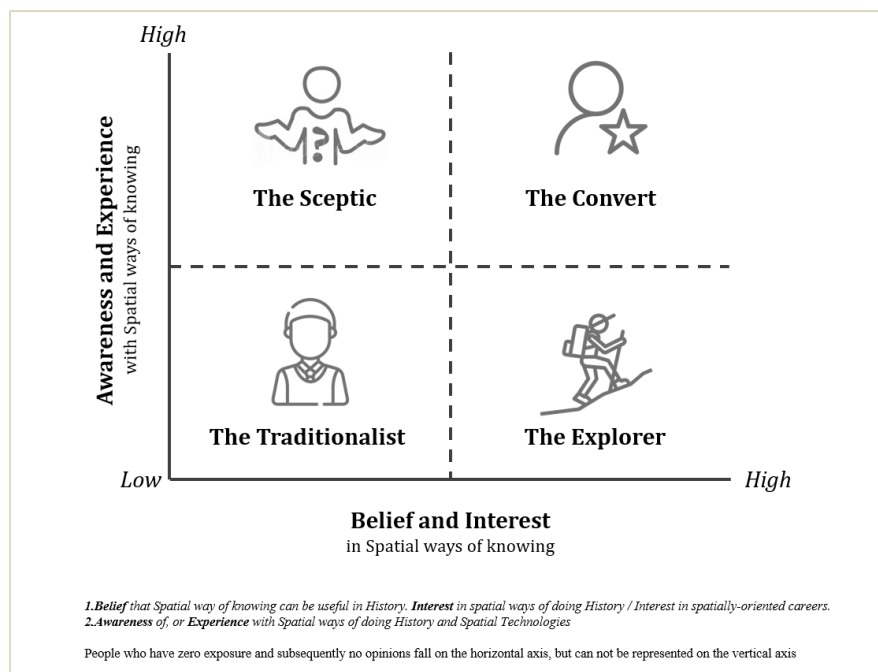 High
Awareness and Experience
with Spatial ways of knowing
?
The Sceptic
The Convert
The Traditionalist
The Explorer
Low
High
Belief and Interest
in Spatial ways of knowing
1.Belief that Spatial way of knowing can be useful in History. Interest in spatially ways of doing History / Interest in spatially-oriented careers.
2.Awareness of, or Experience with Spatial ways of doing History and Spatial Technologies
People who have zero exposure and subsequently no opinions fall on the horizontal axis, but can not be represented on the vertical axis